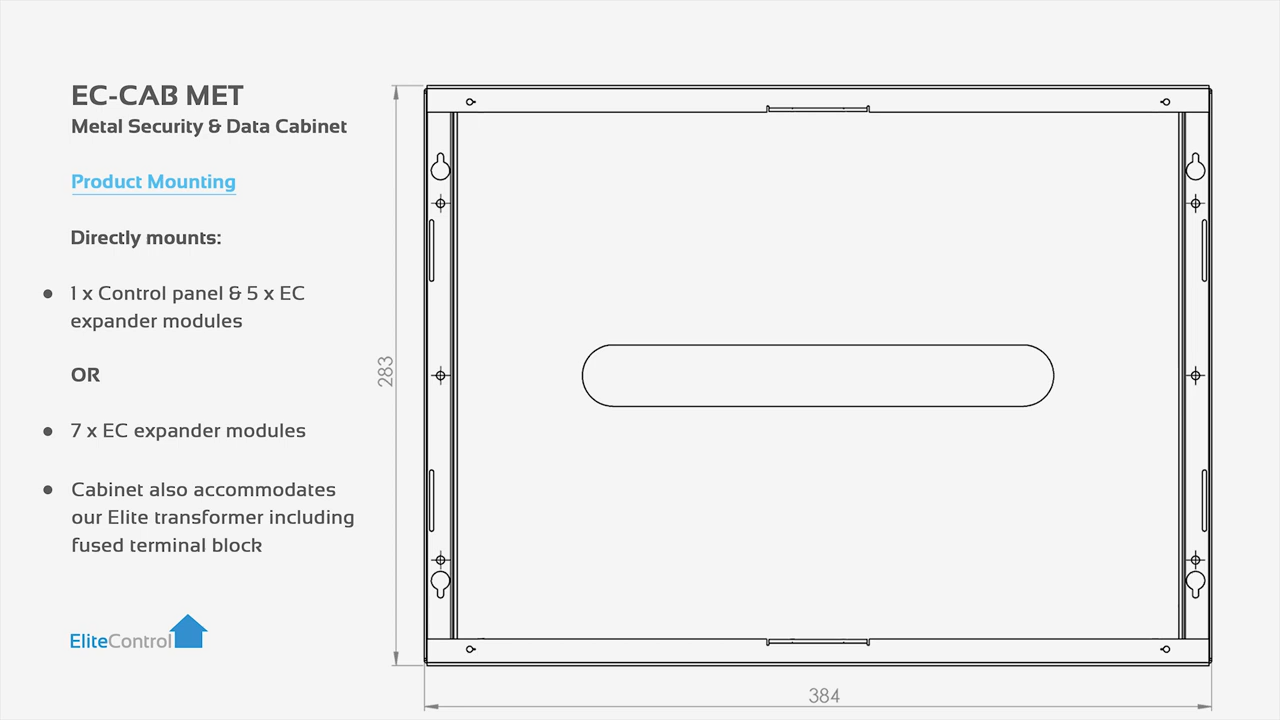 EC-CAB MET
Metal Security & Data Cabinet
Product Mounting
Directly mounts:
● 1 x Control panel & 5 x EC
expander modules
OR
● 7 x EC expander modules
● Cabinet also accommodates
our Elite transformer including
fused terminal block
EliteControl
283
384